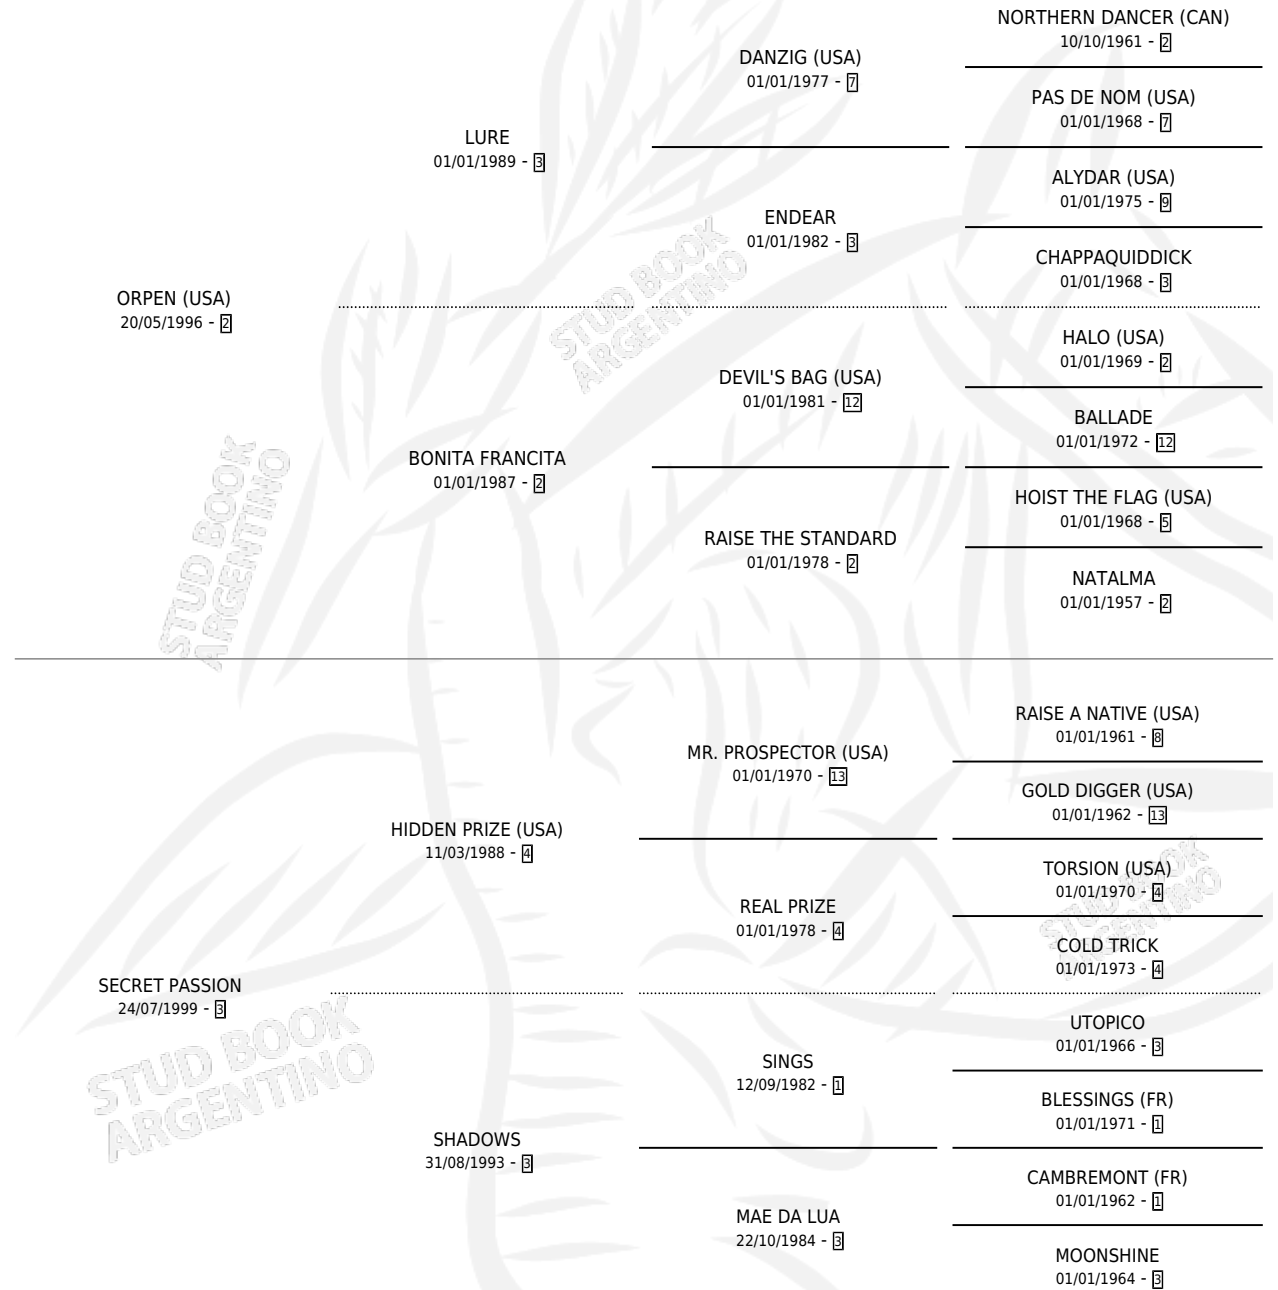 NORTHERN DANCER (CAN)
10/10/1961 - 2
DANZIG (USA)
01/01/1977 - 7
PAS DE NOM (USA)
01/01/1968 - 7
LURE
01/01/1989 - 3
ALYDAR (USA)
01/01/1975 - 9
ENDEAR
01/01/1982 - 3
CHAPPAQUIDDICK
01/01/1968 - 3
ORPEN (USA)
20/05/1996 - 2
HALO (USA)
01/01/1969 - 2
DEVIL'S BAG (USA)
01/01/1981 - 12
BALLADE
01/01/1972 - 12
BONITA FRANCITA
01/01/1987 - 2
HOIST THE FLAG (USA)
01/01/1968 - 5
RAISE THE STANDARD
01/01/1978 - 2
NATALMA
01/01/1957 - 2
RAISE A NATIVE (USA)
01/01/1961 - 8
MR. PROSPECTOR (USA)
01/01/1970 - 13
GOLD DIGGER (USA)
01/01/1962 - 13
HIDDEN PRIZE (USA)
11/03/1988 - 4
TORSION (USA)
01/01/1970 - 4
REAL PRIZE
01/01/1978 - 4
COLD TRICK
01/01/1973 - 4
SECRET PASSION
24/07/1999 - 3
UTOPICO
01/01/1966 - 3
SINGS
12/09/1982 - 1
BLESSINGS (FR)
01/01/1971 - 1
SHADOWS
31/08/1993 - 3
CAMBREMONT (FR)
01/01/1962 - 1
MAE DA LUA
22/10/1984 - 3
MOONSHINE
01/01/1964 - 3
STUD BOOK
ARGENTINO
STUD BOOK
ARGENTINO
STUD BOOK
ARGENTINO
STUD BOOK
ARGENTINO